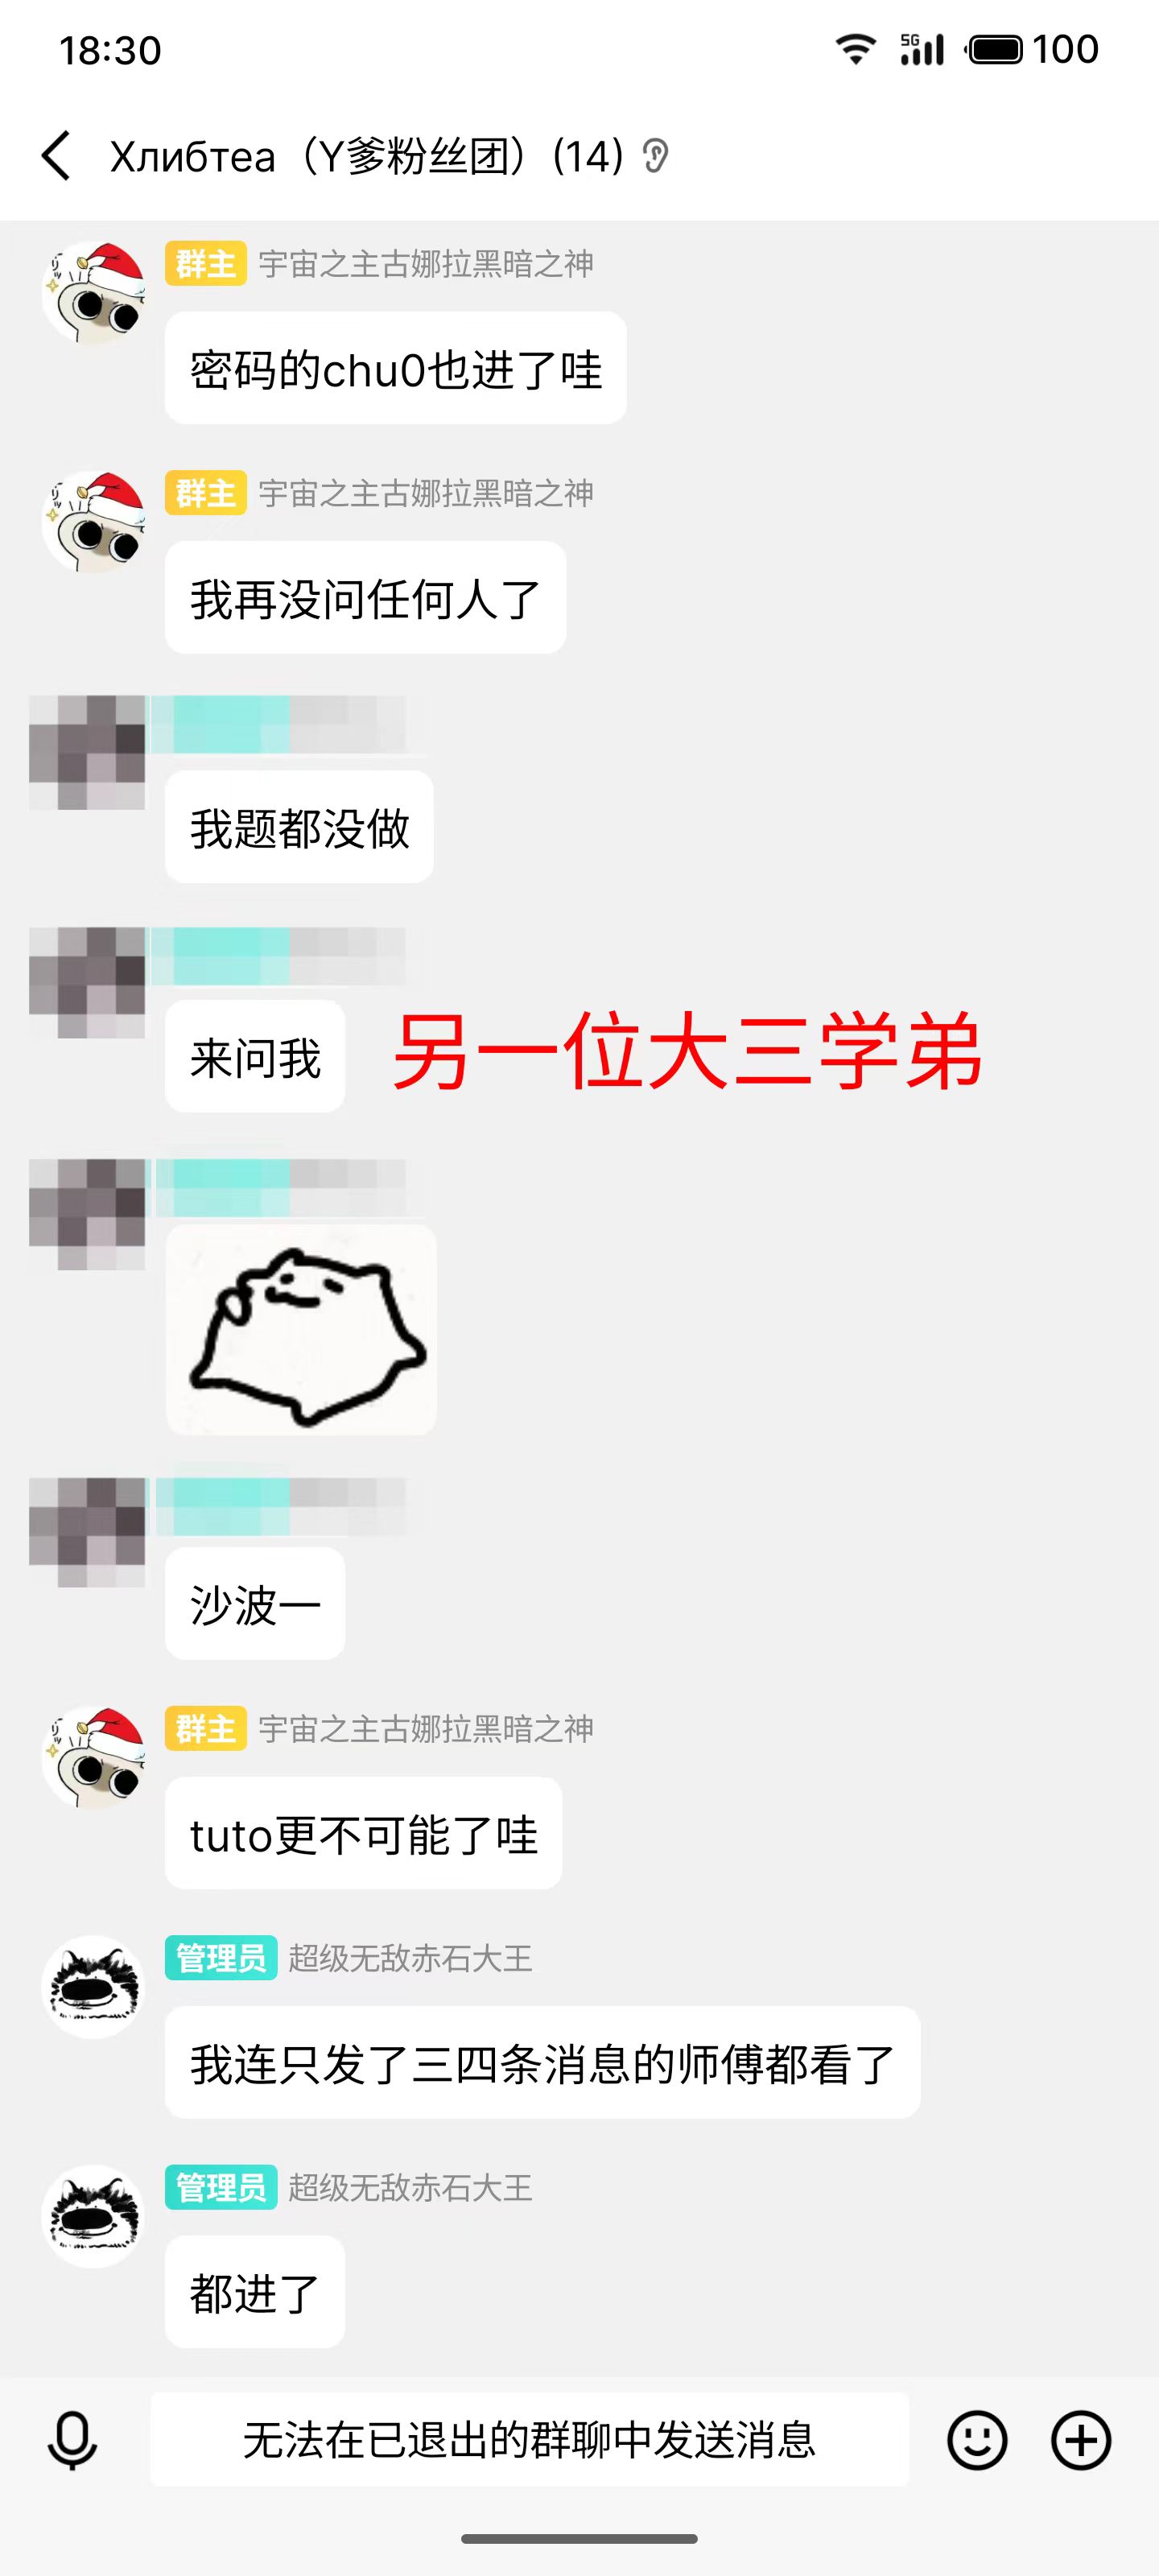 18:30
5G
100
Хлибтеа（Y爹粉丝团）(14)
群主 宇宙之主古娜拉黑暗之神
密码的chu0也进了哇
群主 宇宙之主古娜拉黑暗之神
我再没问任何人了
我题都没做
来问我
另一位大三学弟
沙波一
群主 宇宙之主古娜拉黑暗之神
tuto更不可能了哇
管理员 超级无敌赤石大王
我连只发了三四条消息的师傅都看了
管理员 超级无敌赤石大王
都进了
无法在已退出的群聊中发送消息